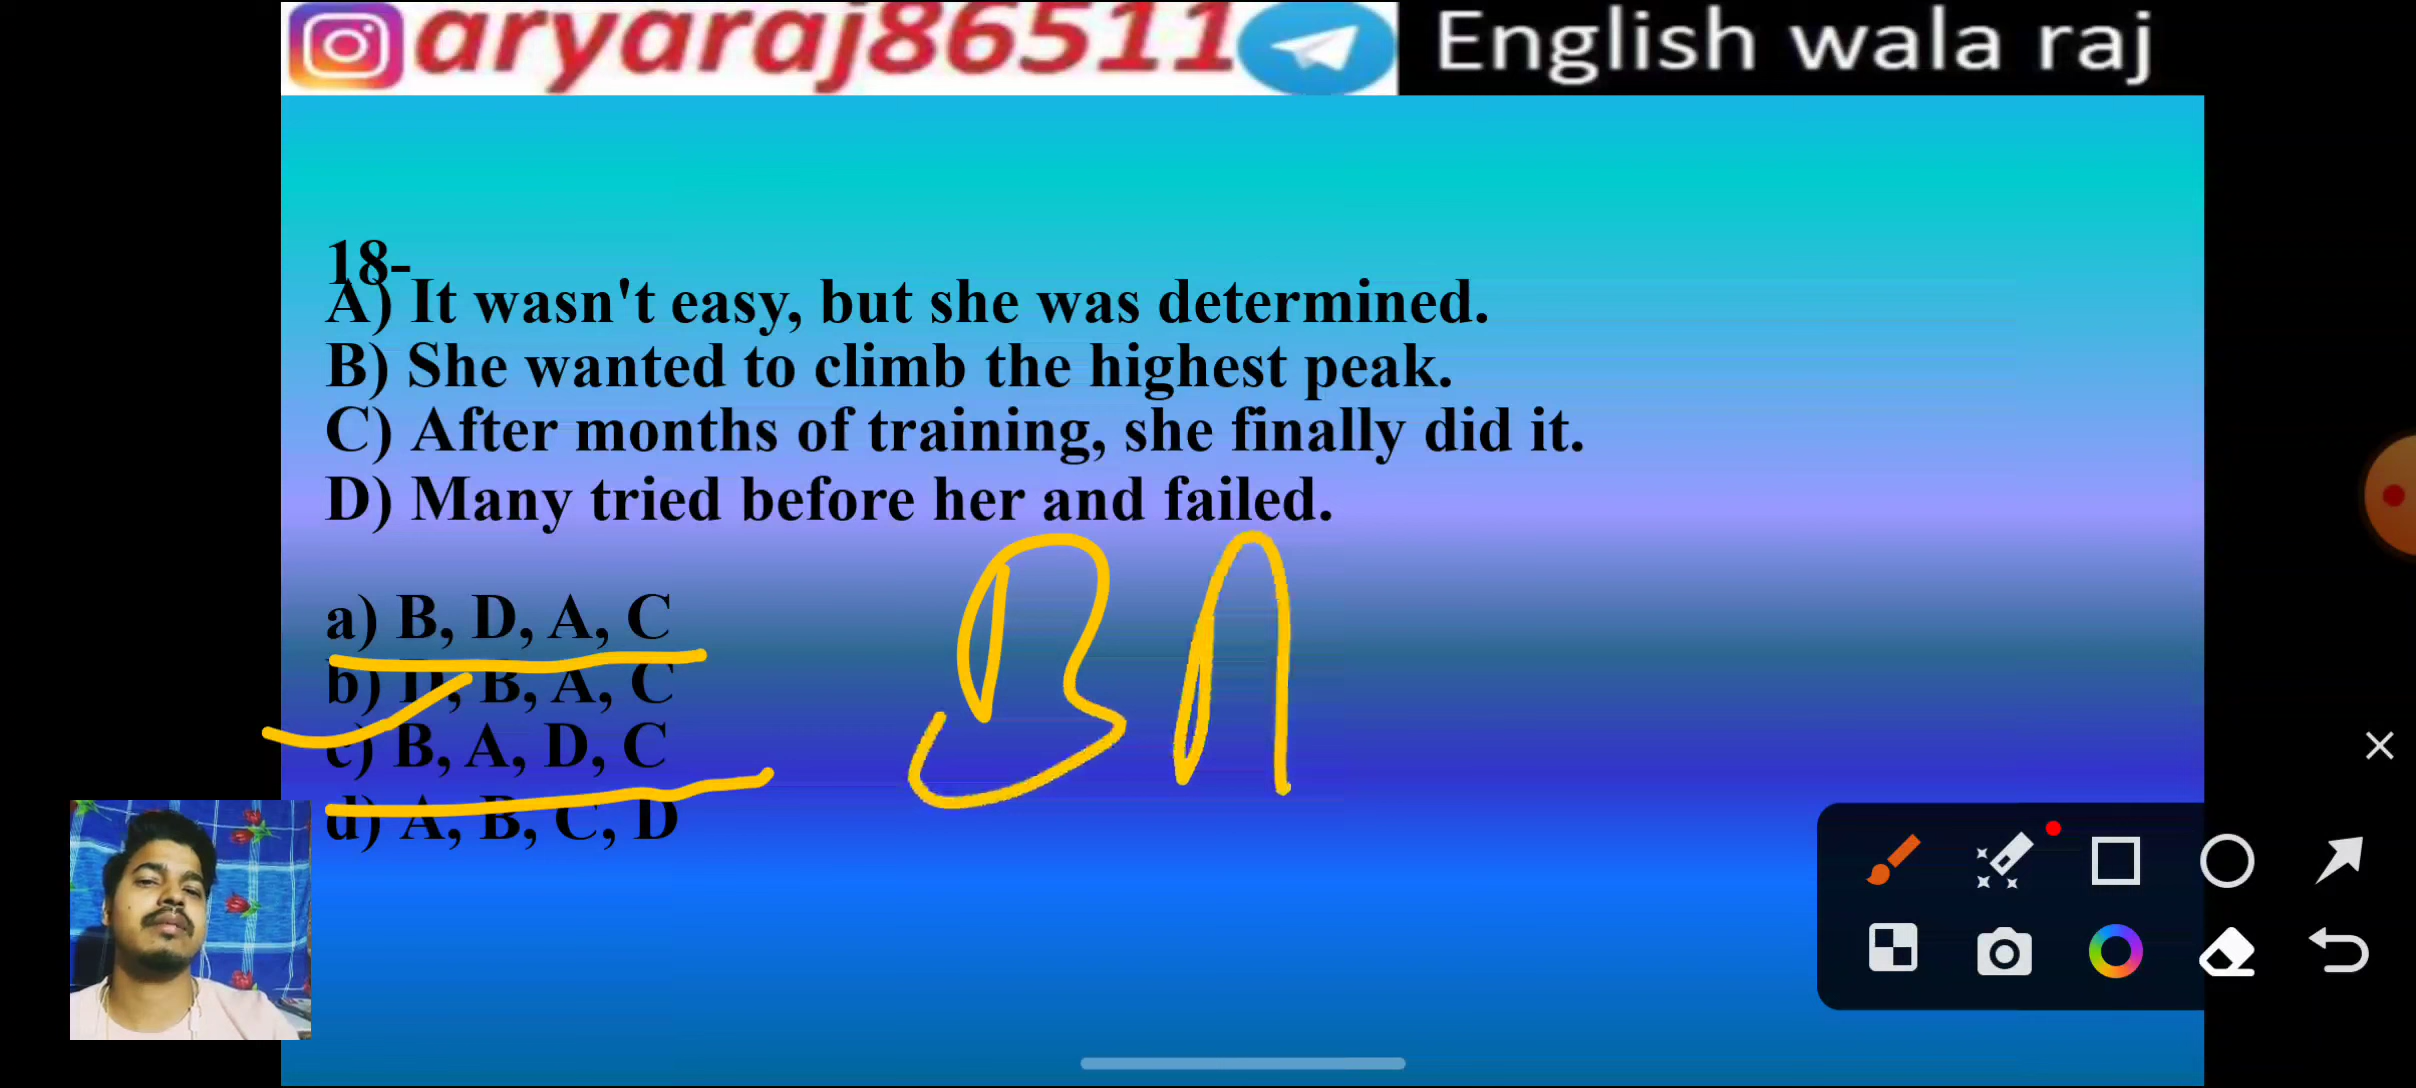 aryaraj86511 English wala raj
18-
A) It wasn't easy, but she was determined.
B) She wanted to climb the highest peak.
C) After months of training, she finally did it.
D) Many tried before her and failed.
a) B, D, A, C
b) D, B, A, C
c) B, A, D, C
d) A, B, C, D
BA